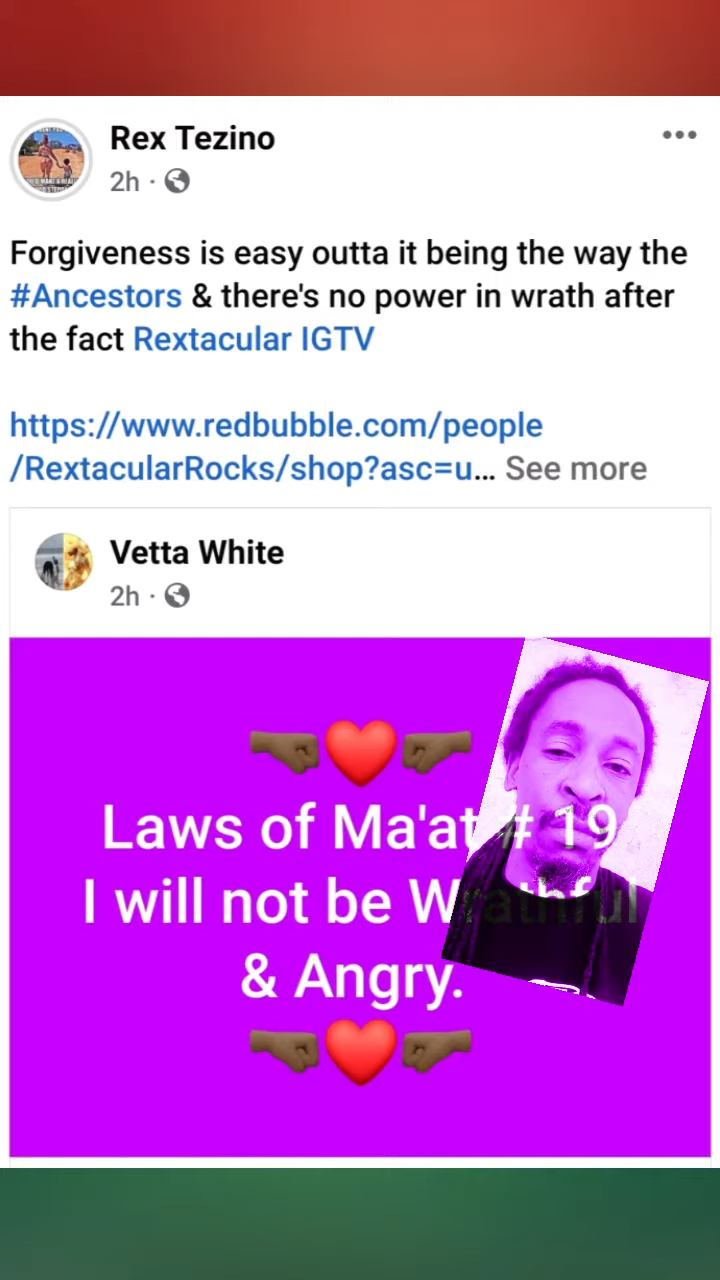 Rex Tezino
2h ·
Forgiveness is easy outta it being the way the
#Ancestors & there's no power in wrath after
the fact Rextacular IGTV
https://www.redbubble.com/people
/RextacularRocks/shop?asc=u... See more
Vetta White
2h ·
Laws of Ma'at # 19
I will not be Wrathful
& Angry.